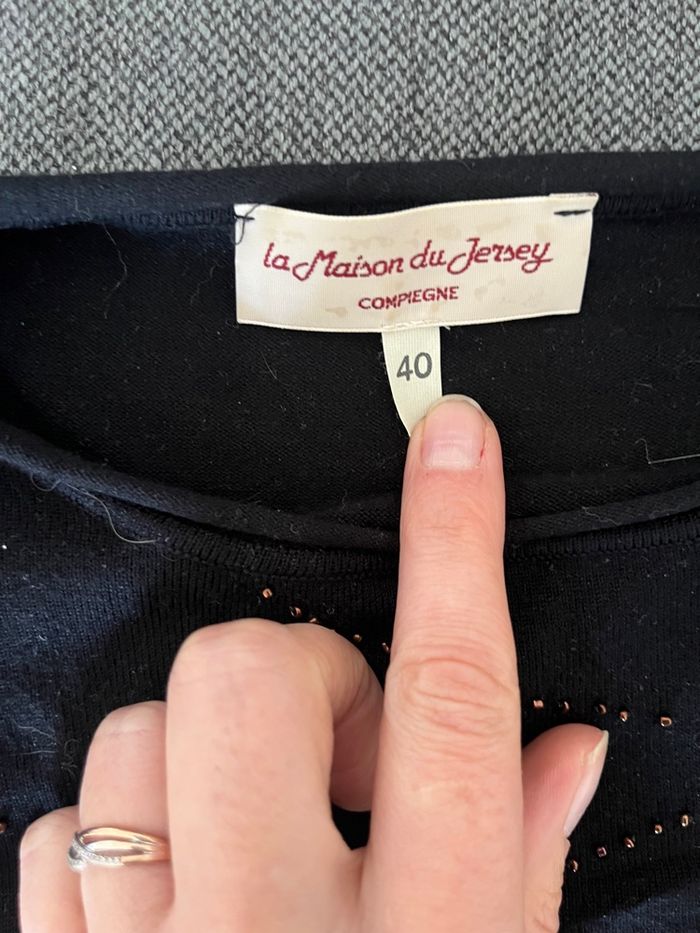 la Maison du Jersey
COMPIEGNE
40